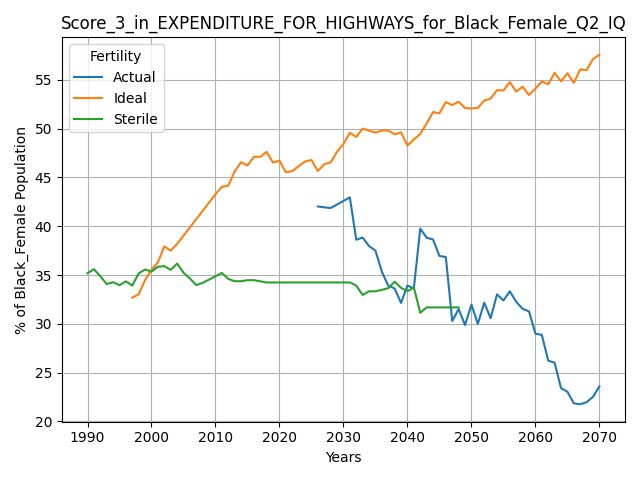 Score_3_in_EXPENDITURE_FOR_HIGHWAYS_for_Black_Female_Q2_IQ
Fertility
Actual
Ideal
Sterile
% of Black_Female Population
55
50
45
40
35
30
25
20
1990 2000 2010 2020 2030 2040 2050 2060 2070
Years